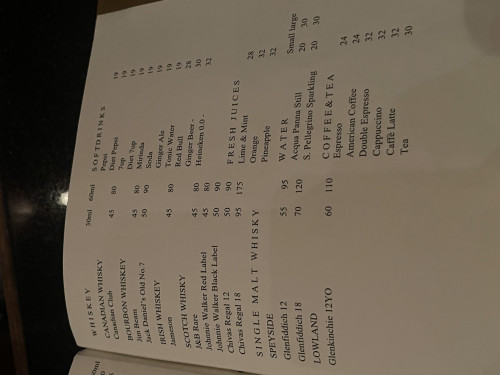 WHISKEY 30ml 60ml
CANADIAN WHISKY
Canadian Club 45 80
BOURBON WHISKEY
Jim Beam 45 80
Jack Daniel's Old No.7 50 90
IRISH WHISKEY
Jameson 45 80
SCOTCH WHISKY
J&B Rare 45 80
Johnnie Walker Red Label 45 80
Johnnie Walker Black Label 50 90
Chivas Regal 12 50 90
Chivas Regal 18 95 175
SINGLE MALT WHISKY
SPEYSIDE
Glenfiddich 12 55 95
Glenfiddich 18 70 120
LOWLAND
Glenkinchie 12YO 60 110
SOFTDRINKS
Pepsi 19
Diet Pepsi 19
7up 19
Diet 7up 19
Mirinda 19
Soda 19
Ginger Ale 19
Tonic Water 19
Red Bull 28
Ginger Beer - 30
Heineken 0.0 - 32
FRESH JUICES
Lime & Mint 28
Orange 32
Pineapple 32
WATER Small large
Acqua Panna Still 20 30
S. Pellegrino Sparkling 20 30
COFFEE & TEA
Espresso 24
American Coffee 24
Double Espresso 32
Cappuccino 32
Caffè Latte 32
Tea 30
60ml